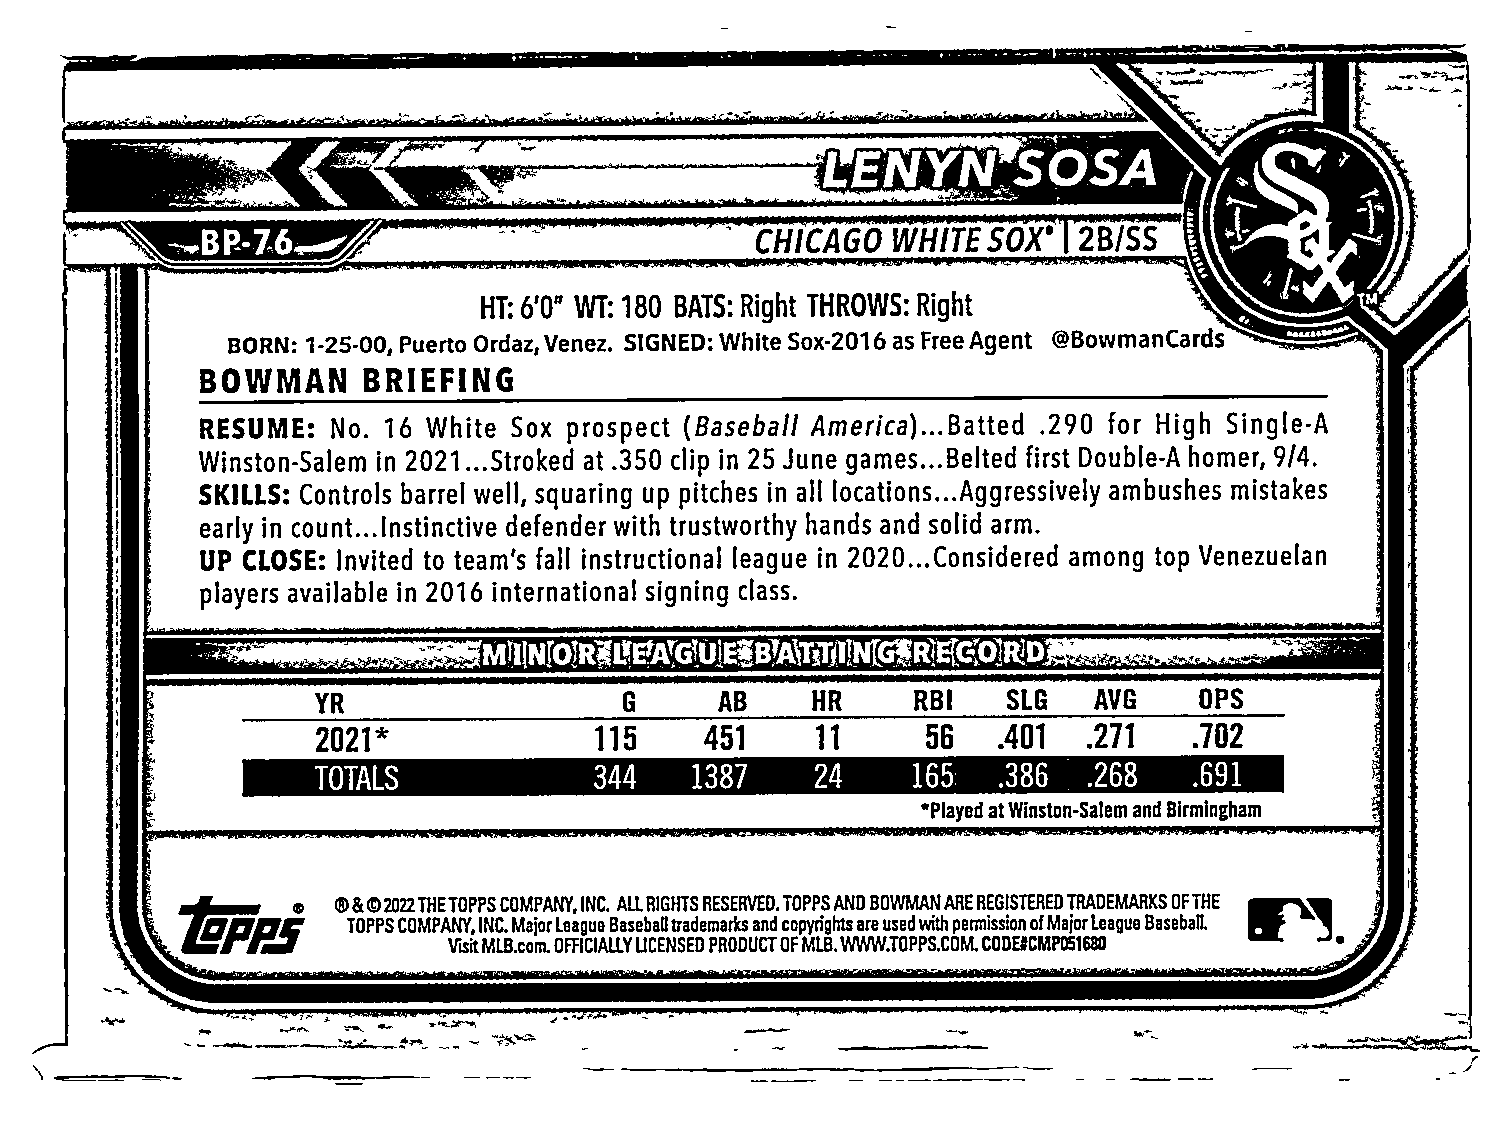 LENYN SOSA
BP-76
CHICAGO WHITE SOX® | 2B/SS
HT: 6'0" WT: 180 BATS: Right THROWS: Right
BORN: 1-25-00, Puerto Ordaz, Venez. SIGNED: White Sox-2016 as Free Agent @BowmanCards
BOWMAN BRIEFING
RESUME: No. 16 White Sox prospect (Baseball America)...Batted .290 for High Single-A
Winston-Salem in 2021...Stroked at .350 clip in 25 June games...Belted first Double-A homer, 9/4.
SKILLS: Controls barrel well, squaring up pitches in all locations...Aggressively ambushes mistakes
early in count...Instinctive defender with trustworthy hands and solid arm.
UP CLOSE: Invited to team's fall instructional league in 2020...Considered among top Venezuelan
players available in 2016 international signing class.
MINOR LEAGUE BATTING RECORD
YR G AB HR RBI SLG AVG OPS
2021* 115 451 11 56 .401 .271 .702
TOTALS 344 1387 24 165 .386 .268 .691
*Played at Winston-Salem and Birmingham
topps ® ® & © 2022 THE TOPPS COMPANY, INC. ALL RIGHTS RESERVED. TOPPS AND BOWMAN ARE REGISTERED TRADEMARKS OF THE
TOPPS COMPANY, INC. Major League Baseball trademarks and copyrights are used with permission of Major League Baseball.
Visit MLB.com. OFFICIALLY LICENSED PRODUCT OF MLB. WWW.TOPPS.COM. CODE#CMP051680
Sox TM